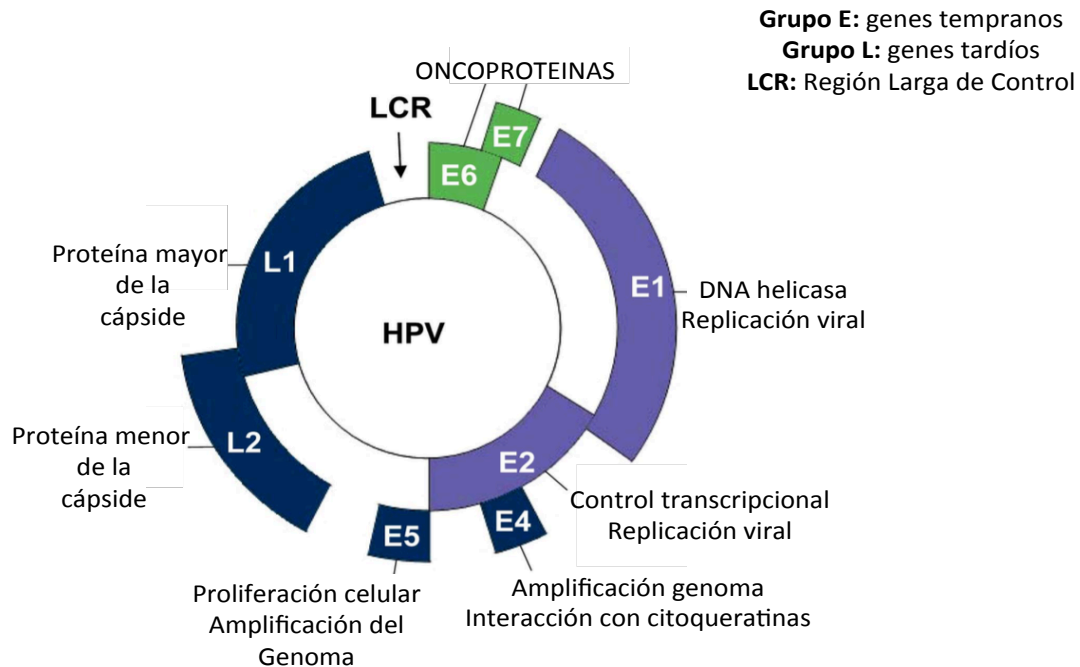 Grupo E: genes tempranos
Grupo L: genes tardíos
LCR: Región Larga de Control
ONCOPROTEINAS
LCR
E7
E6
L1
Proteína mayor
de la
cápside
E1
DNA helicasa
Replicación viral
HPV
L2
Proteína menor
de la
cápside
E2
Control transcripcional
Replicación viral
E4
E5
Amplificación genoma
Interacción con citoqueratinas
Proliferación celular
Amplificación del
Genoma